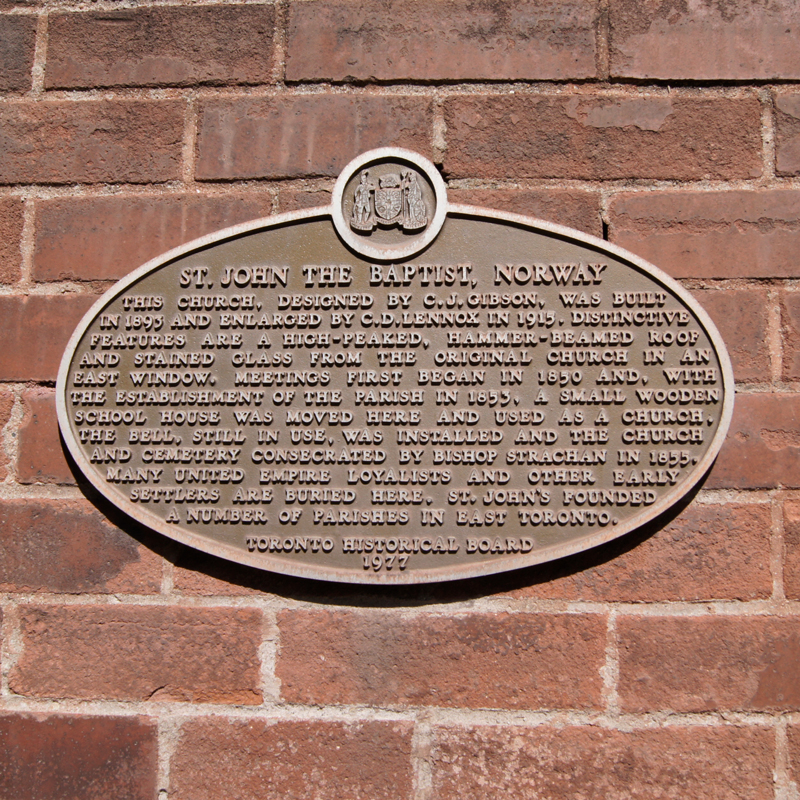 ST. JOHN THE BAPTIST, NORWAY
THIS CHURCH, DESIGNED BY C.J. GIBSON, WAS BUILT
IN 1893 AND ENLARGED BY C.D. LENNOX IN 1915. DISTINCTIVE
FEATURES ARE A HIGH-PEAKED, HAMMER-BEAMED ROOF
AND STAINED GLASS FROM THE ORIGINAL CHURCH IN AN
EAST WINDOW. MEETINGS FIRST BEGAN IN 1850 AND, WITH
THE ESTABLISHMENT OF THE PARISH IN 1853, A SMALL WOODEN
SCHOOL HOUSE WAS MOVED HERE AND USED AS A CHURCH.
THE BELL, STILL IN USE, WAS INSTALLED AND THE CHURCH
AND CEMETERY CONSECRATED BY BISHOP STRACHAN IN 1855.
MANY UNITED EMPIRE LOYALISTS AND OTHER EARLY
SETTLERS ARE BURIED HERE. ST. JOHN'S FOUNDED
A NUMBER OF PARISHES IN EAST TORONTO.
TORONTO HISTORICAL BOARD
1977